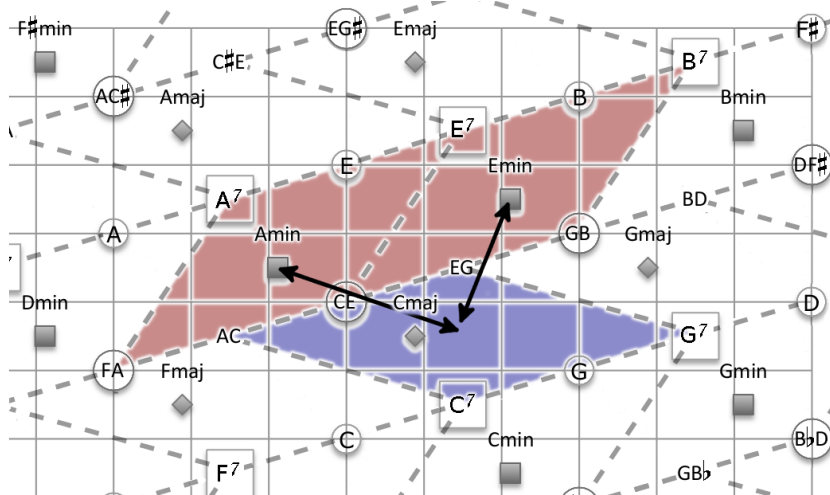 F♯min
EG♯
Emaj
F♯
C♯E
B7
AC♯
Amaj
B
Bmin
E7
E
Emin
DF♯
A7
BD
A
Amin
GB
Gmaj
EG
Dmin
CE
Cmaj
D
AC
G7
FA
Fmaj
G
Gmin
C7
C
Cmin
B♭D
F7
GB♭